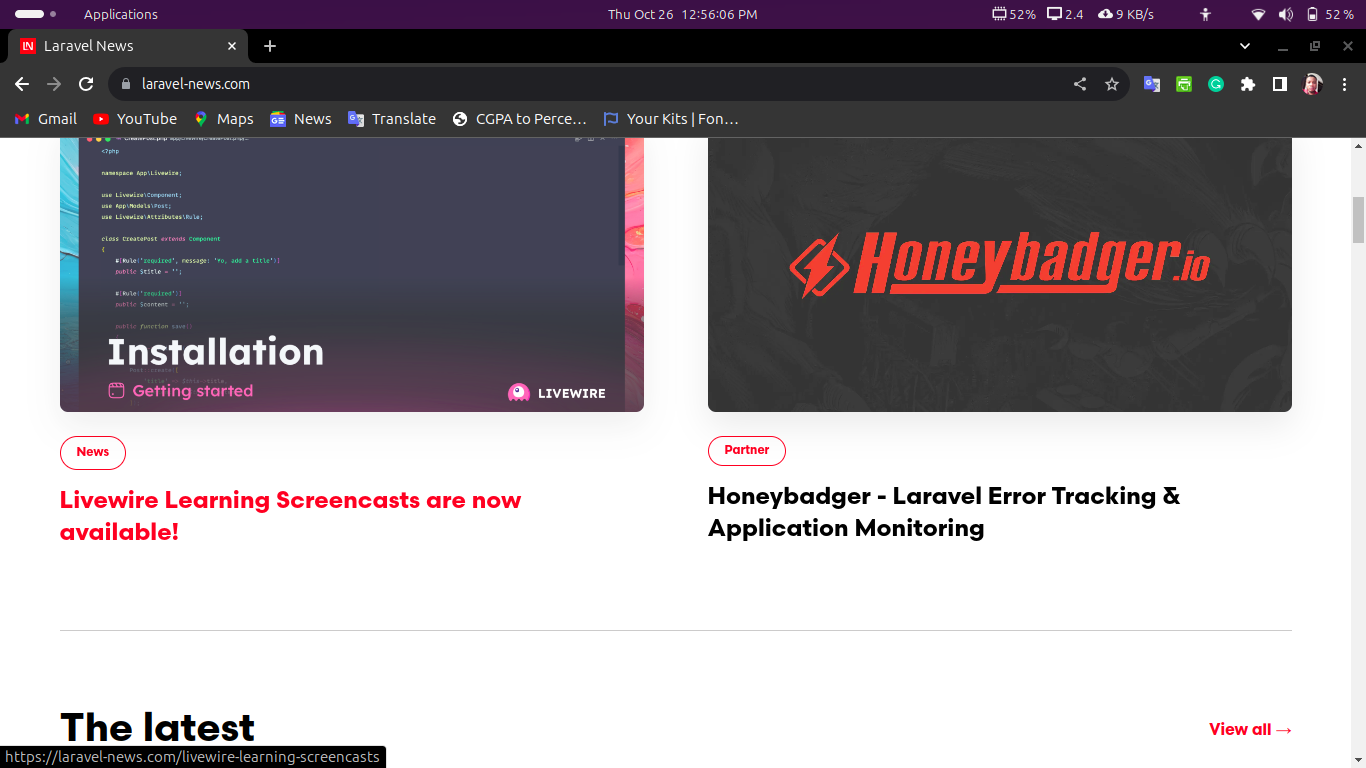 Applications
Thu Oct 26 12:56:06 PM
52% 2.4 9 KB/s 52 %
Laravel News
laravel-news.com
Gmail YouTube Maps News Translate CGPA to Perce… Your Kits | Fon…
<?php
namespace App\Livewire;
use Livewire\Component;
use App\Models\Post;
use Livewire\Attributes\Rule;
class CreatePost extends Component
{
#[Rule('required', message: 'Yo, add a title')]
public $title = '';
#[Rule('required')]
public $content = '';
public function save()
Installation
Getting started
LIVEWIRE
Honeybadger.io
News
Livewire Learning Screencasts are now
available!
Partner
Honeybadger - Laravel Error Tracking &
Application Monitoring
The latest
View all →
https://laravel-news.com/livewire-learning-screencasts